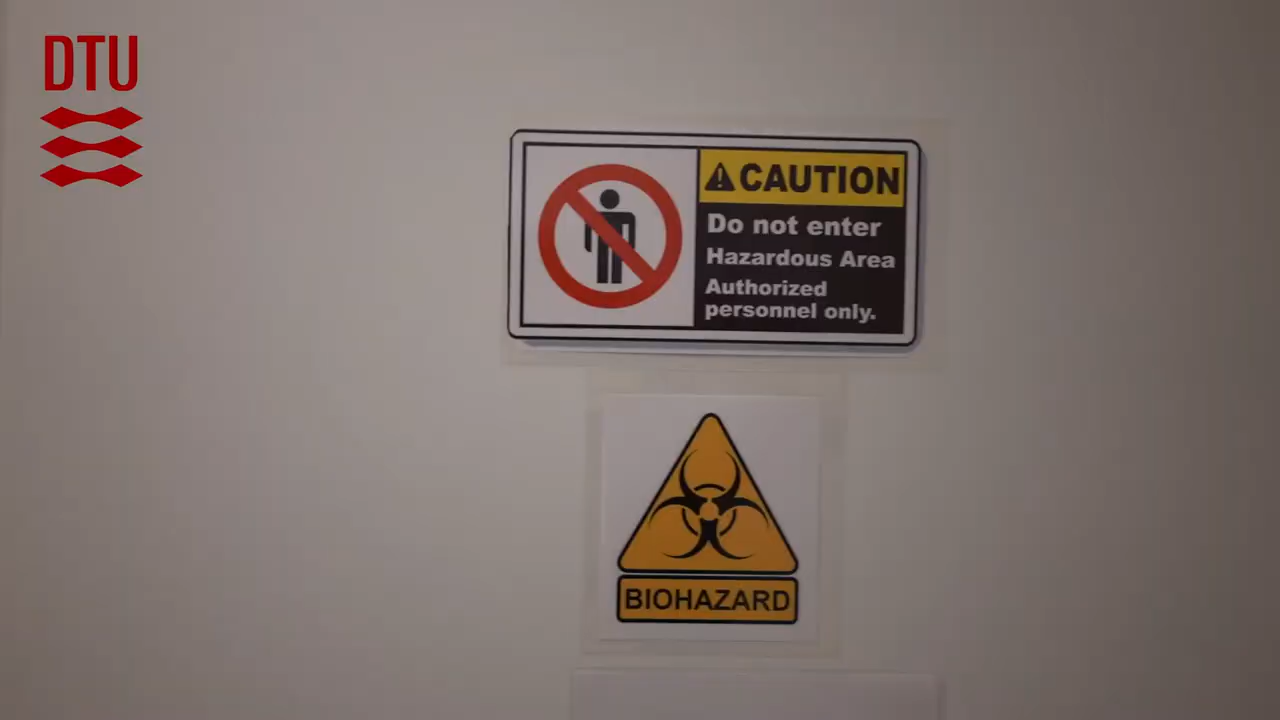 DTU
CAUTION
Do not enter
Hazardous Area
Authorized
personnel only.
BIOHAZARD